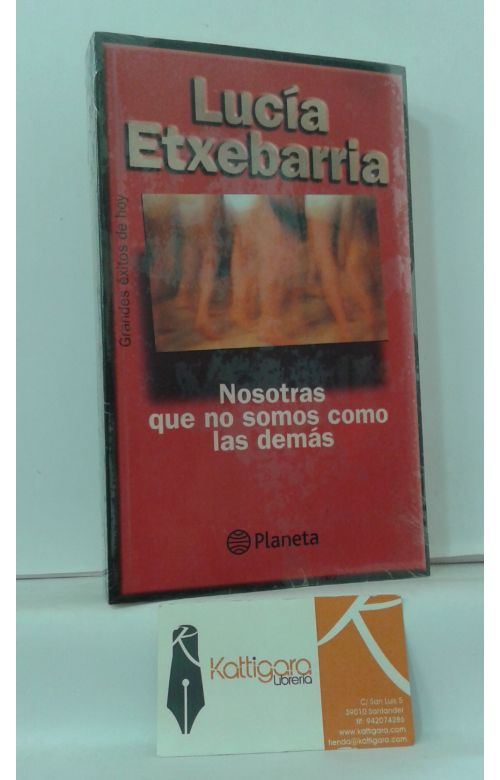 Lucía
Etxebarria
Grandes éxitos de hoy
Nosotras
que no somos como
las demás
Planeta
Kattigara
Librería
C/ San Luis 5
39010 Santander
tlf: 942074286
www.kattigara.com
tienda@kattigara.com